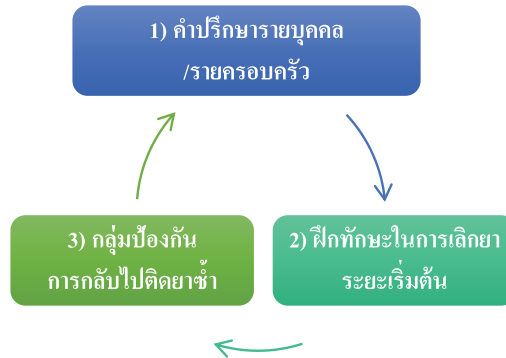 1) คำปรึกษารายบุคคล
/รายครอบครัว
2) ฝึกทักษะในการเลิกยา
ระยะเริ่มต้น
3) กลุ่มป้องกัน
การกลับไปติดยาซ้ำ